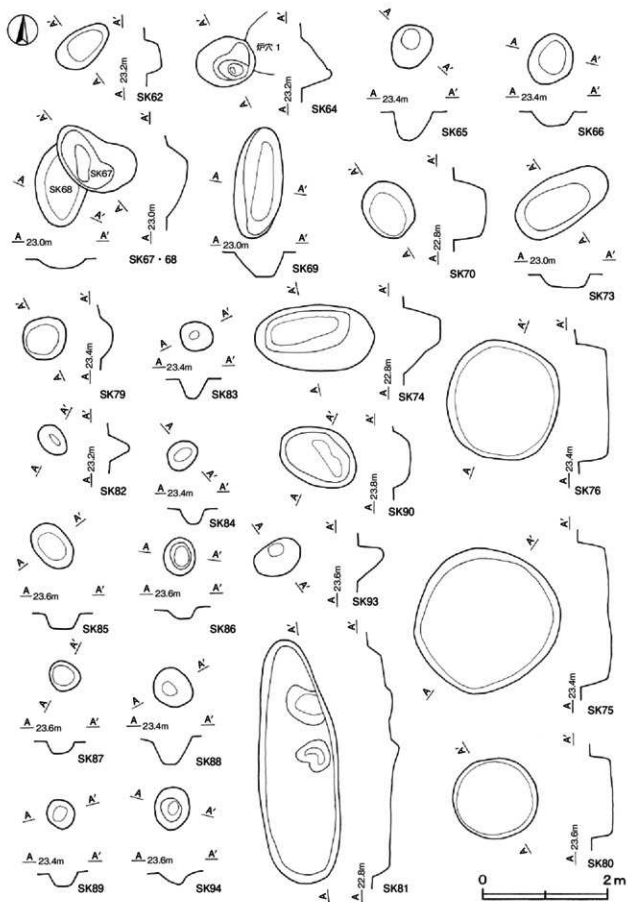 A A' A 23.2m A' SK62
炉穴 1 A A' A 23.2m A' SK64
A A' A 23.4m A' SK65
A A' A 23.4m A' SK66
A A' A A' SK68 SK67 A 23.0m A' A 23.0m A' SK67・68
A A' A 23.0m A' SK69
A A' A 22.8m A' SK70
A A' A 23.0m A' SK73
A A' A 23.4m A' SK79
A A' A 23.4m A' SK83
A A' A 22.8m A' SK74
A A' A 23.4m A' SK76
A A' A 23.2m A' SK82
A A' A 23.4m A' SK84
A A' A 23.8m A' SK90
A A' A 23.6m A' SK85
A A' A 23.6m A' SK86
A A' A 23.6m A' SK93
A A' A 23.4m A' SK75
A A' A 23.6m A' SK87
A A' A 23.4m A' SK88
A A' A 22.8m A' SK81
A A' A 23.6m A' SK80
A A' A 23.4m A' SK89
A A' A 23.6m A' SK94
0 2m